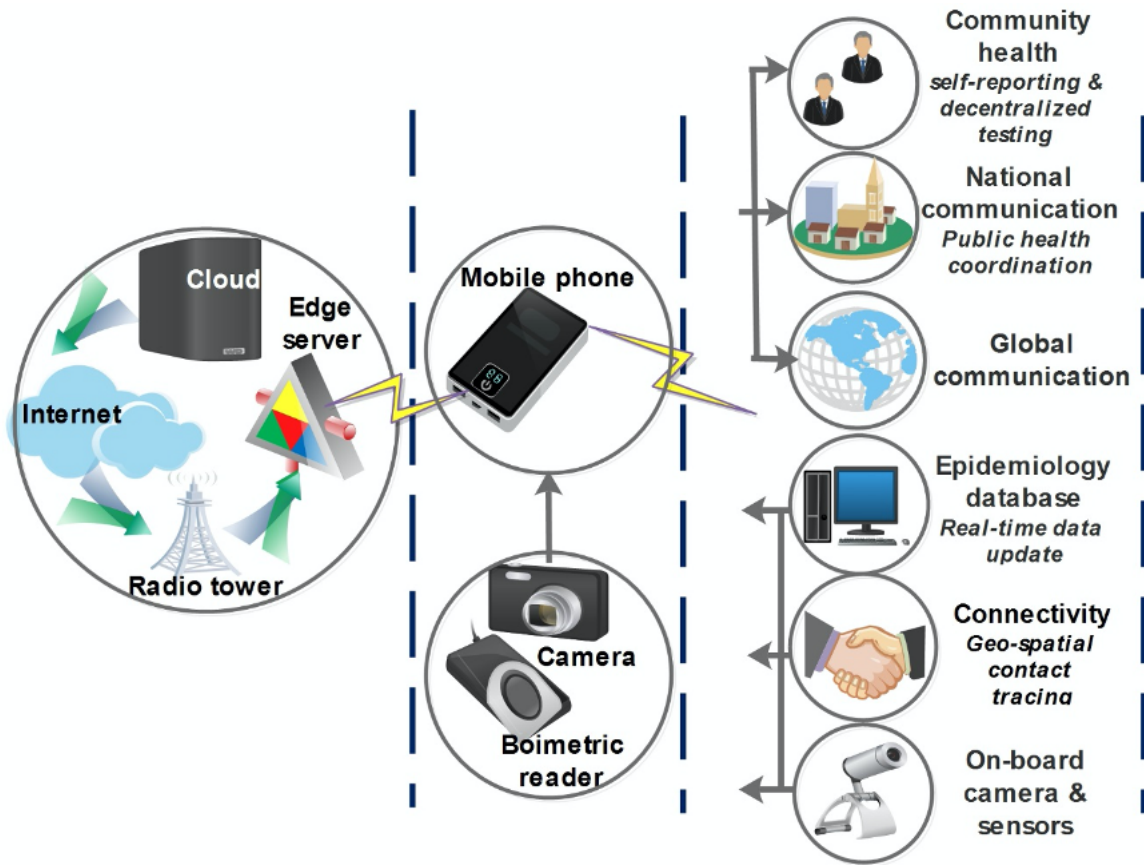 Cloud
Edge
server
Internet
Radio tower
Mobile phone
Camera
Boimetric
reader
Community
health
self-reporting &
decentralized
testing
National
communication
Public health
coordination
Global
communication
Epidemiology
database
Real-time data
update
Connectivity
Geo-spatial
contact
tracing
On-board
camera &
sensors